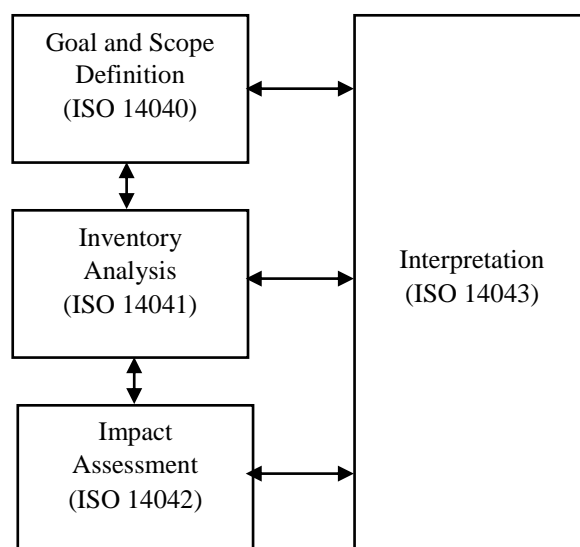 Goal and Scope
Definition
(ISO 14040)
Inventory
Analysis
(ISO 14041)
Interpretation
(ISO 14043)
Impact
Assessment
(ISO 14042)